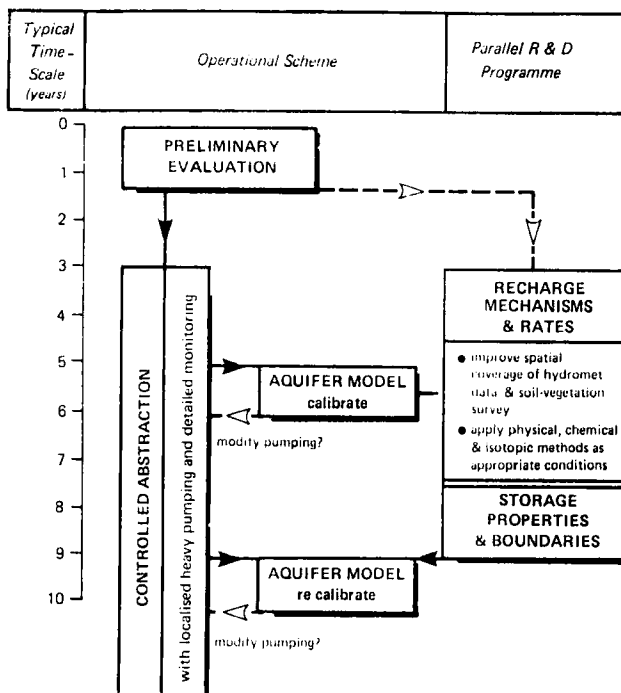 Typical
Time-
Scale
(years)
Operational Scheme
Parallel R & D
Programme
0
1
2
3
4
5
6
7
8
9
10
PRELIMINARY
EVALUATION
CONTROLLED ABSTRACTION
with localised heavy pumping and detailed monitoring
AQUIFER MODEL
calibrate
modify pumping?
AQUIFER MODEL
re calibrate
modify pumping?
RECHARGE
MECHANISMS
& RATES
● improve spatial
coverage of hydromet
data & soil-vegetation
survey
● apply physical, chemical
& isotopic methods as
appropriate conditions
STORAGE
PROPERTIES
& BOUNDARIES